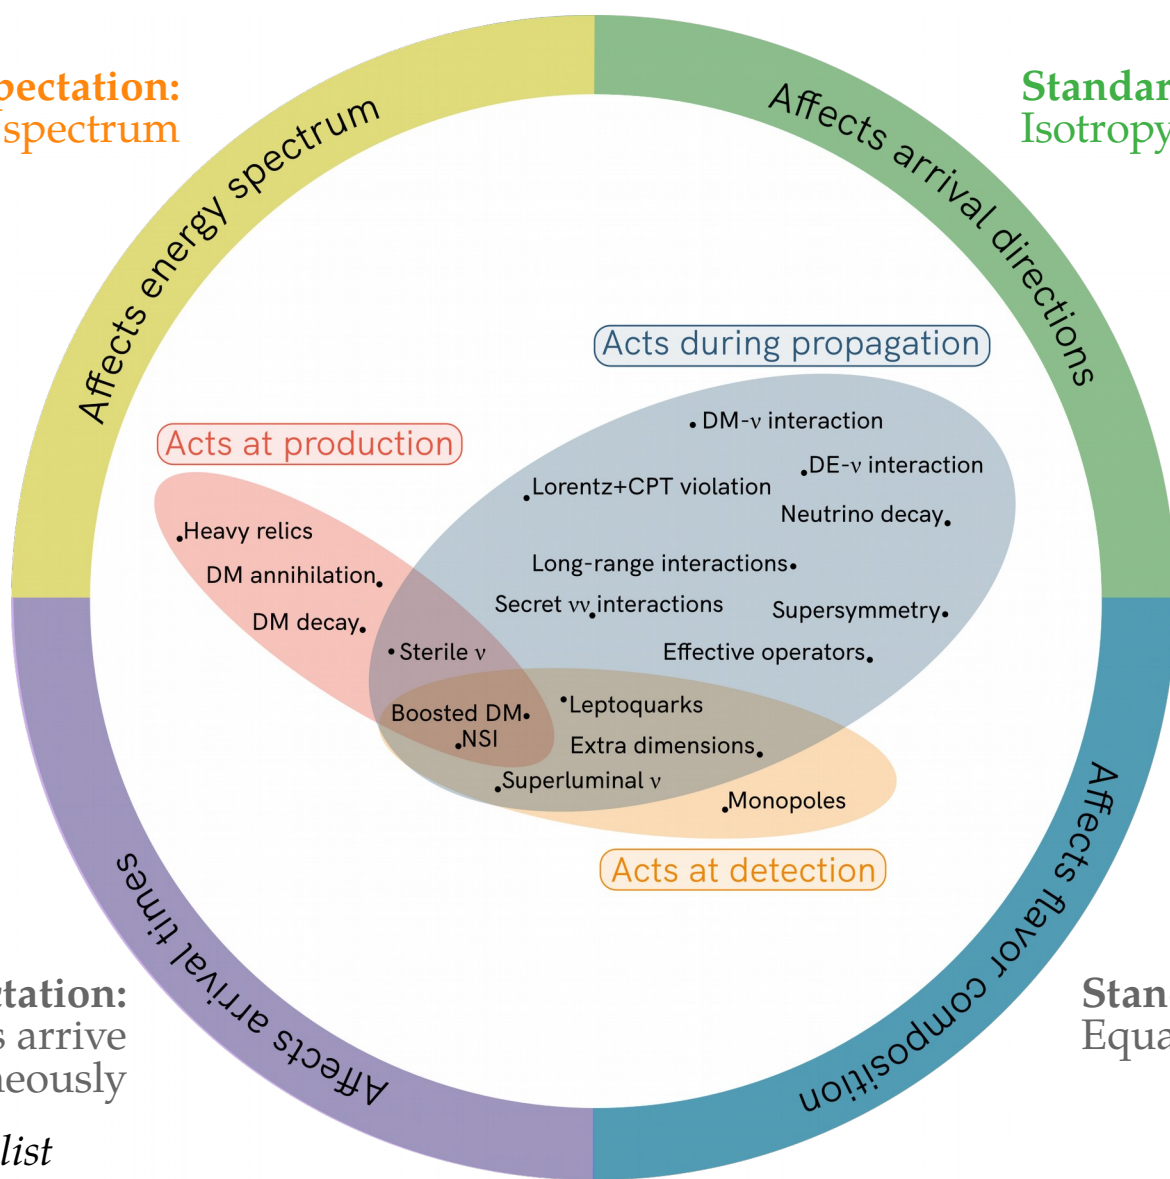 pectation:
spectrum
Standar
Isotropy
Affects energy spectrum
Affects arrival directions
Acts during propagation
DM-ν interaction
Acts at production
DE-ν interaction
Lorentz+CPT violation
Neutrino decay
Heavy relics
Long-range interactions
DM annihilation
Secret νν interactions
Supersymmetry
DM decay
Sterile ν
Effective operators
Leptoquarks
Boosted DM
NSI
Extra dimensions
Superluminal ν
Monopoles
Acts at detection
Affects arrival times
Affects flavor composition
tation:
s arrive
neously
Stan
Equa
list